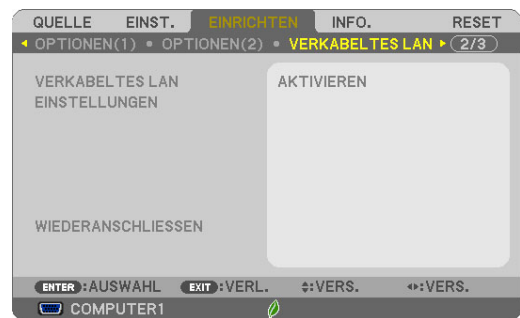 QUELLE EINST. EINRICHTEN INFO. RESET
OPTIONEN(1) • OPTIONEN(2) • VERKABELTES LAN 2/3
VERKABELTES LAN AKTIVIEREN
EINSTELLUNGEN
WIEDERANSCHLIESSEN
ENTER :AUSWAHL EXIT :VERL. :VERS. :VERS.
COMPUTER1